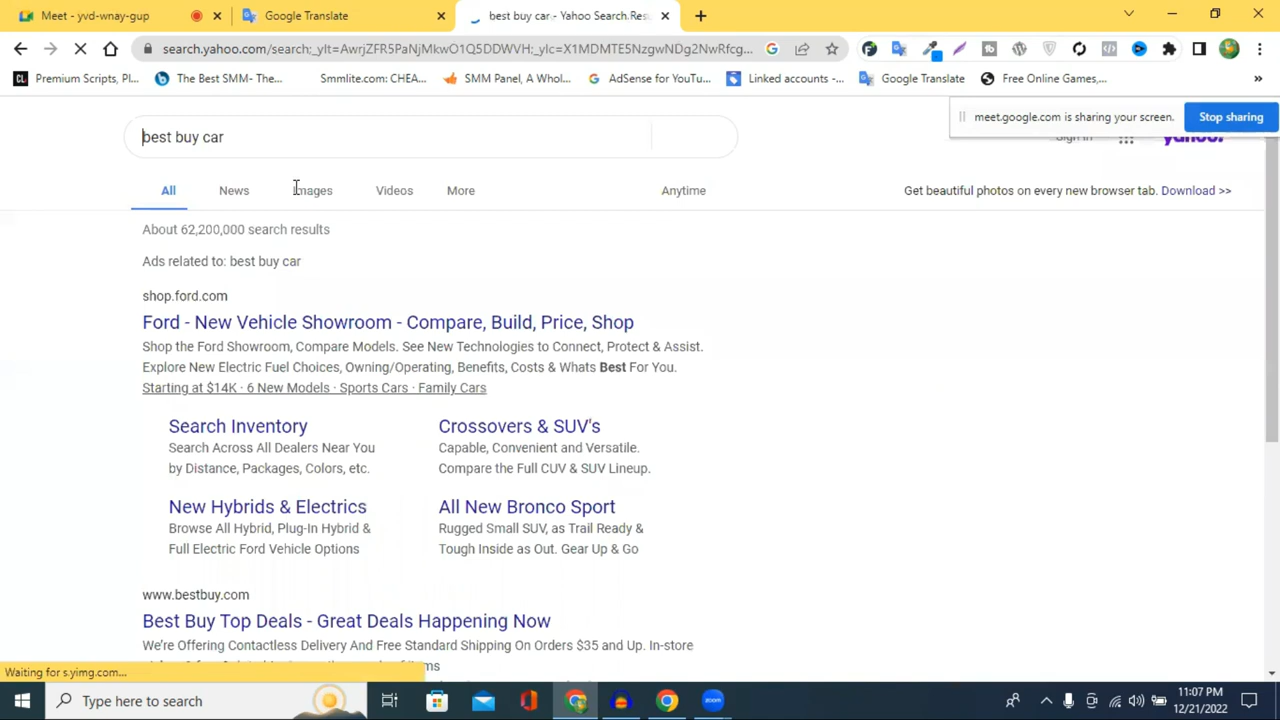 Meet - yvd-wnay-gup
Google Translate
best buy car - Yahoo Search Res
search.yahoo.com/search;_ylt=AwrjZFR5PaNjMkwO1Q5DDWVH;_ylc=X1MDMTE5NzgwNDg2NwRfcg...
Premium Scripts, Pl...
The Best SMM- The...
Smmlite.com: CHEA...
SMM Panel, A Whol...
AdSense for YouTu...
Linked accounts -...
Google Translate
Free Online Games,...
»
meet.google.com is sharing your screen.
Stop sharing
best buy car
Sign in
yahoo!
All
News
Images
Videos
More
Anytime
Get beautiful photos on every new browser tab. Download >>
About 62,200,000 search results
Ads related to: best buy car
shop.ford.com
Ford - New Vehicle Showroom - Compare, Build, Price, Shop
Shop the Ford Showroom, Compare Models. See New Technologies to Connect, Protect & Assist.
Explore New Electric Fuel Choices, Owning/Operating, Benefits, Costs & Whats Best For You.
Starting at $14K · 6 New Models · Sports Cars · Family Cars
Search Inventory
Search Across All Dealers Near You
by Distance, Packages, Colors, etc.
Crossovers & SUV's
Capable, Convenient and Versatile.
Compare the Full CUV & SUV Lineup.
New Hybrids & Electrics
Browse All Hybrid, Plug-In Hybrid &
Full Electric Ford Vehicle Options
All New Bronco Sport
Rugged Small SUV, as Trail Ready &
Tough Inside as Out. Gear Up & Go
www.bestbuy.com
Best Buy Top Deals - Great Deals Happening Now
We're Offering Contactless Delivery And Free Standard Shipping On Orders $35 and Up. In-store
Waiting for s.yimg.com...
Type here to search
11:07 PM
12/21/2022